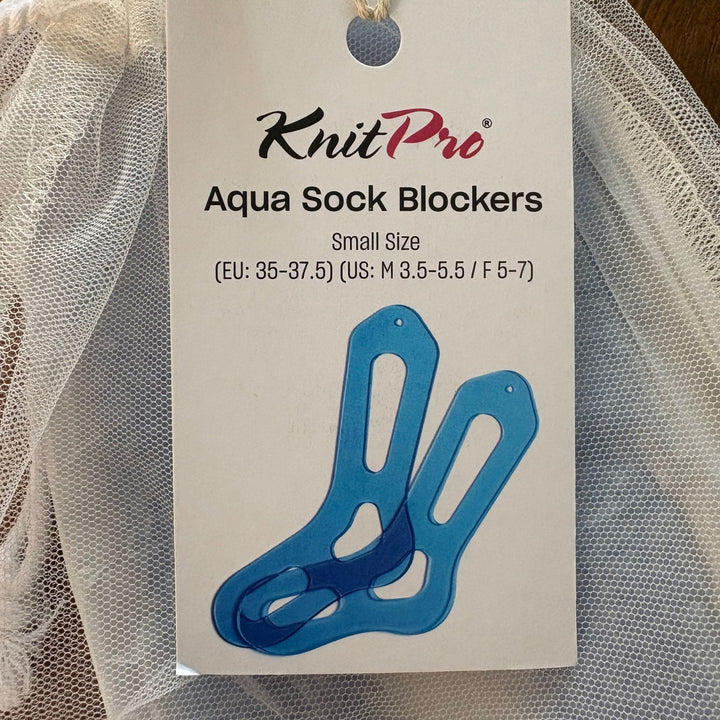 KnitPro®
Aqua Sock Blockers
Small Size
(EU: 35-37.5) (US: M 3.5-5.5 / F 5-7)